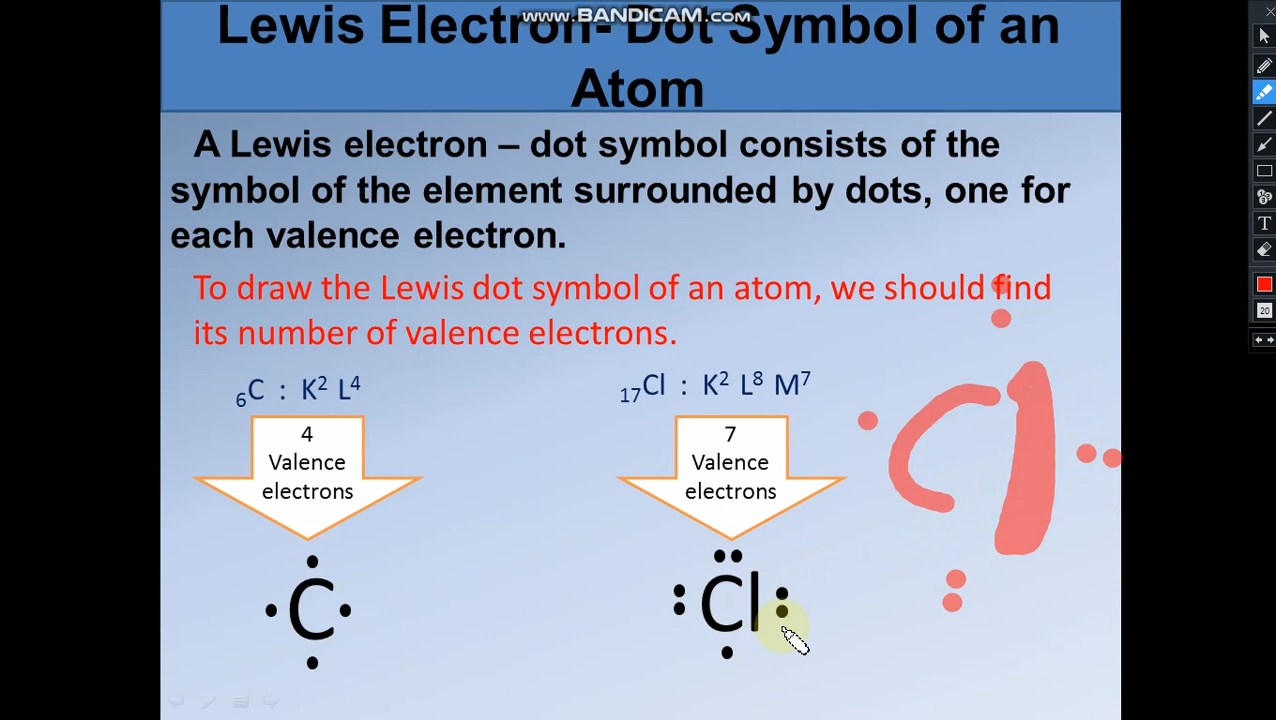 www.BANDICAM.com
Lewis Electron- Dot Symbol of an
Atom
A Lewis electron – dot symbol consists of the
symbol of the element surrounded by dots, one for
each valence electron.
To draw the Lewis dot symbol of an atom, we should find
its number of valence electrons.
₆C : K² L⁴
₁₇Cl : K² L⁸ M⁷
4
Valence
electrons
7
Valence
electrons
Cl
C
Cl
T
20